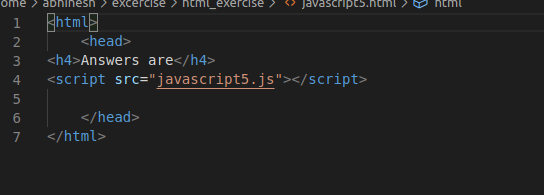 ome > abhinesh > excercise > html_exercise > <> javascript5.html > html
1 <html>
2 <head>
3 <h4>Answers are</h4>
4 <script src="javascript5.js"></script>
5
6 </head>
7 </html>